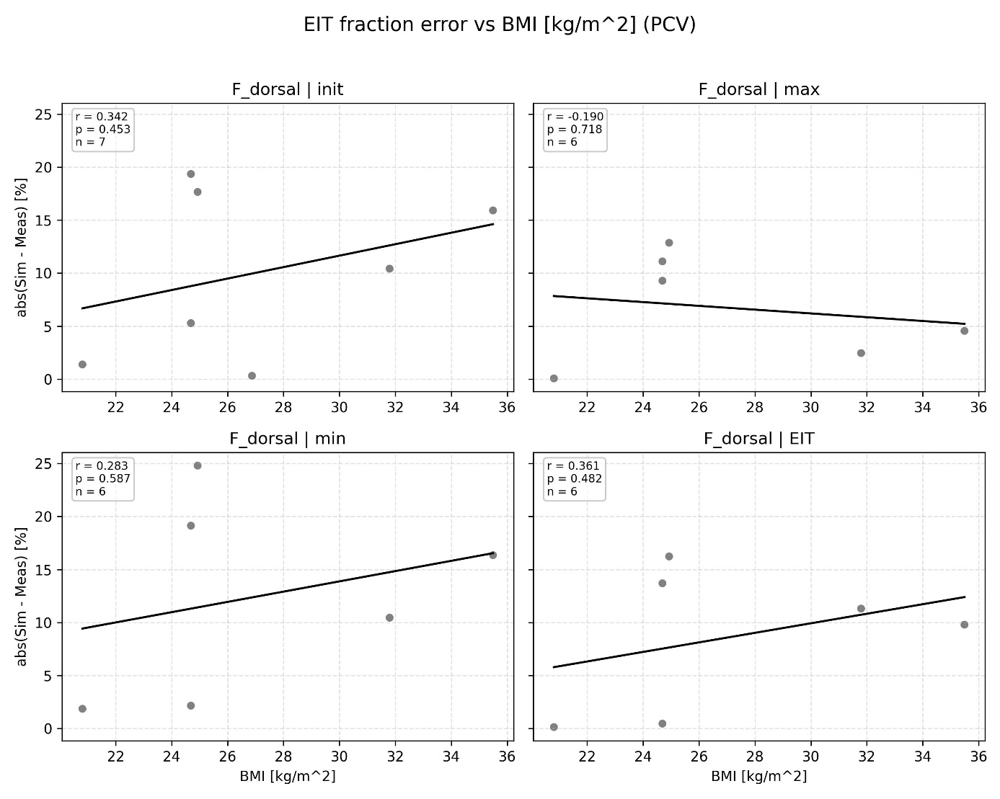 EIT fraction error vs BMI [kg/m^2] (PCV)
F_dorsal | init
r = 0.342
p = 0.453
n = 7
abs(Sim - Meas) [%]
25
20
15
10
5
0
22 24 26 28 30 32 34 36
F_dorsal | max
r = -0.190
p = 0.718
n = 6
22 24 26 28 30 32 34 36
F_dorsal | min
r = 0.283
p = 0.587
n = 6
abs(Sim - Meas) [%]
25
20
15
10
5
0
22 24 26 28 30 32 34 36
BMI [kg/m^2]
F_dorsal | EIT
r = 0.361
p = 0.482
n = 6
22 24 26 28 30 32 34 36
BMI [kg/m^2]